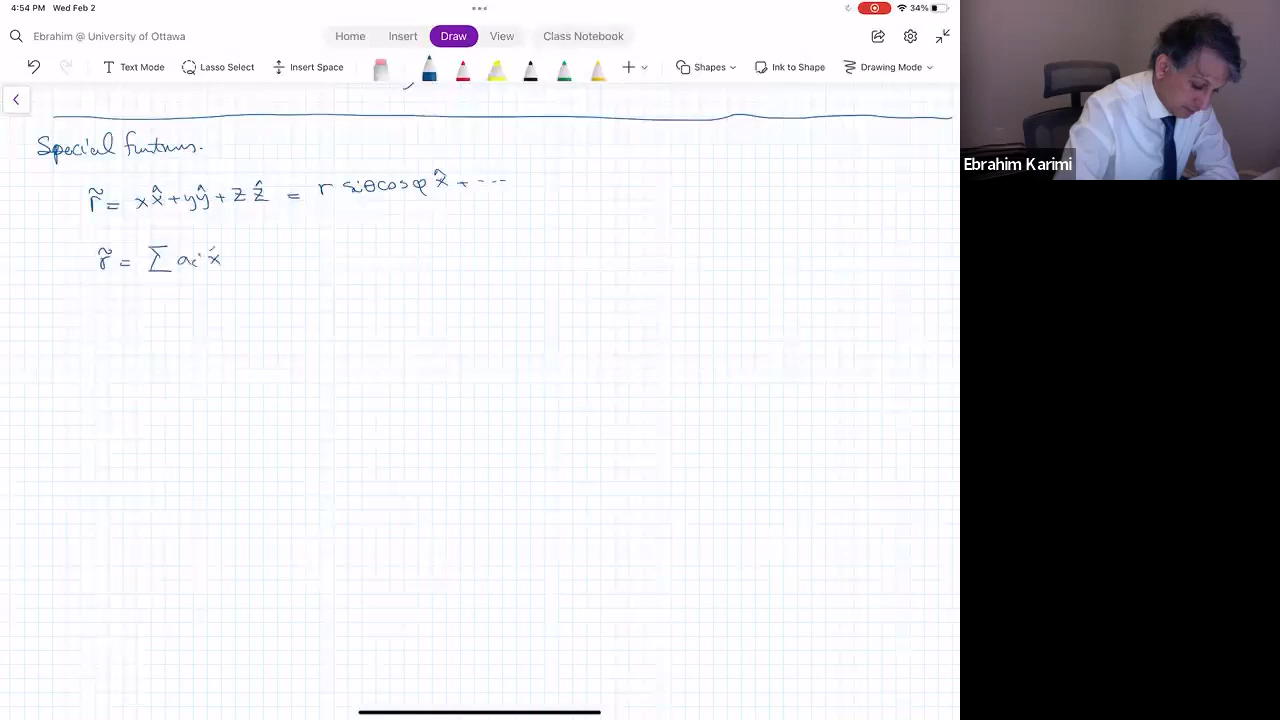 4:54 PM Wed Feb 2
34%
Ebrahim @ University of Ottawa
Home Insert Draw View Class Notebook
Text Mode Lasso Select Insert Space Shapes Ink to Shape Drawing Mode
Special funtns.
r̃ = xx̂ + yŷ + zẑ = r sinθcosφ x̂ + ---
r̃ = ∑ aᵢ x̂
Ebrahim Karimi